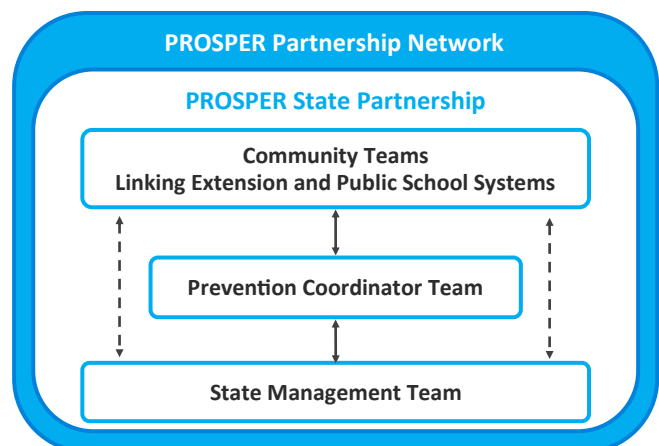 PROSPER Partnership Network
PROSPER State Partnership
Community Teams
Linking Extension and Public School Systems
Prevention Coordinator Team
State Management Team